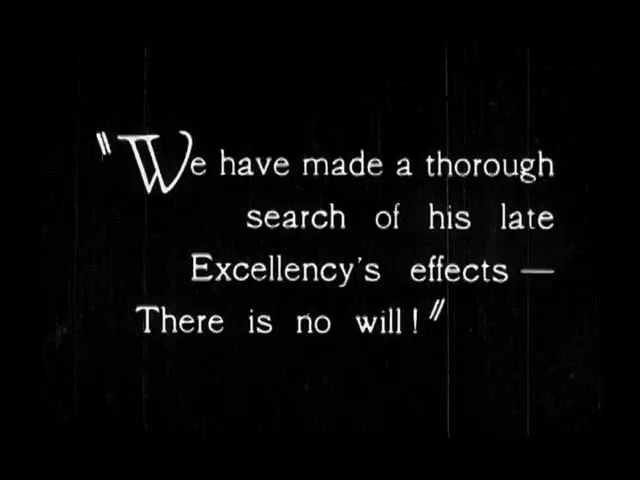 "We have made a thorough
search of his late
Excellency's effects —
There is no will!"